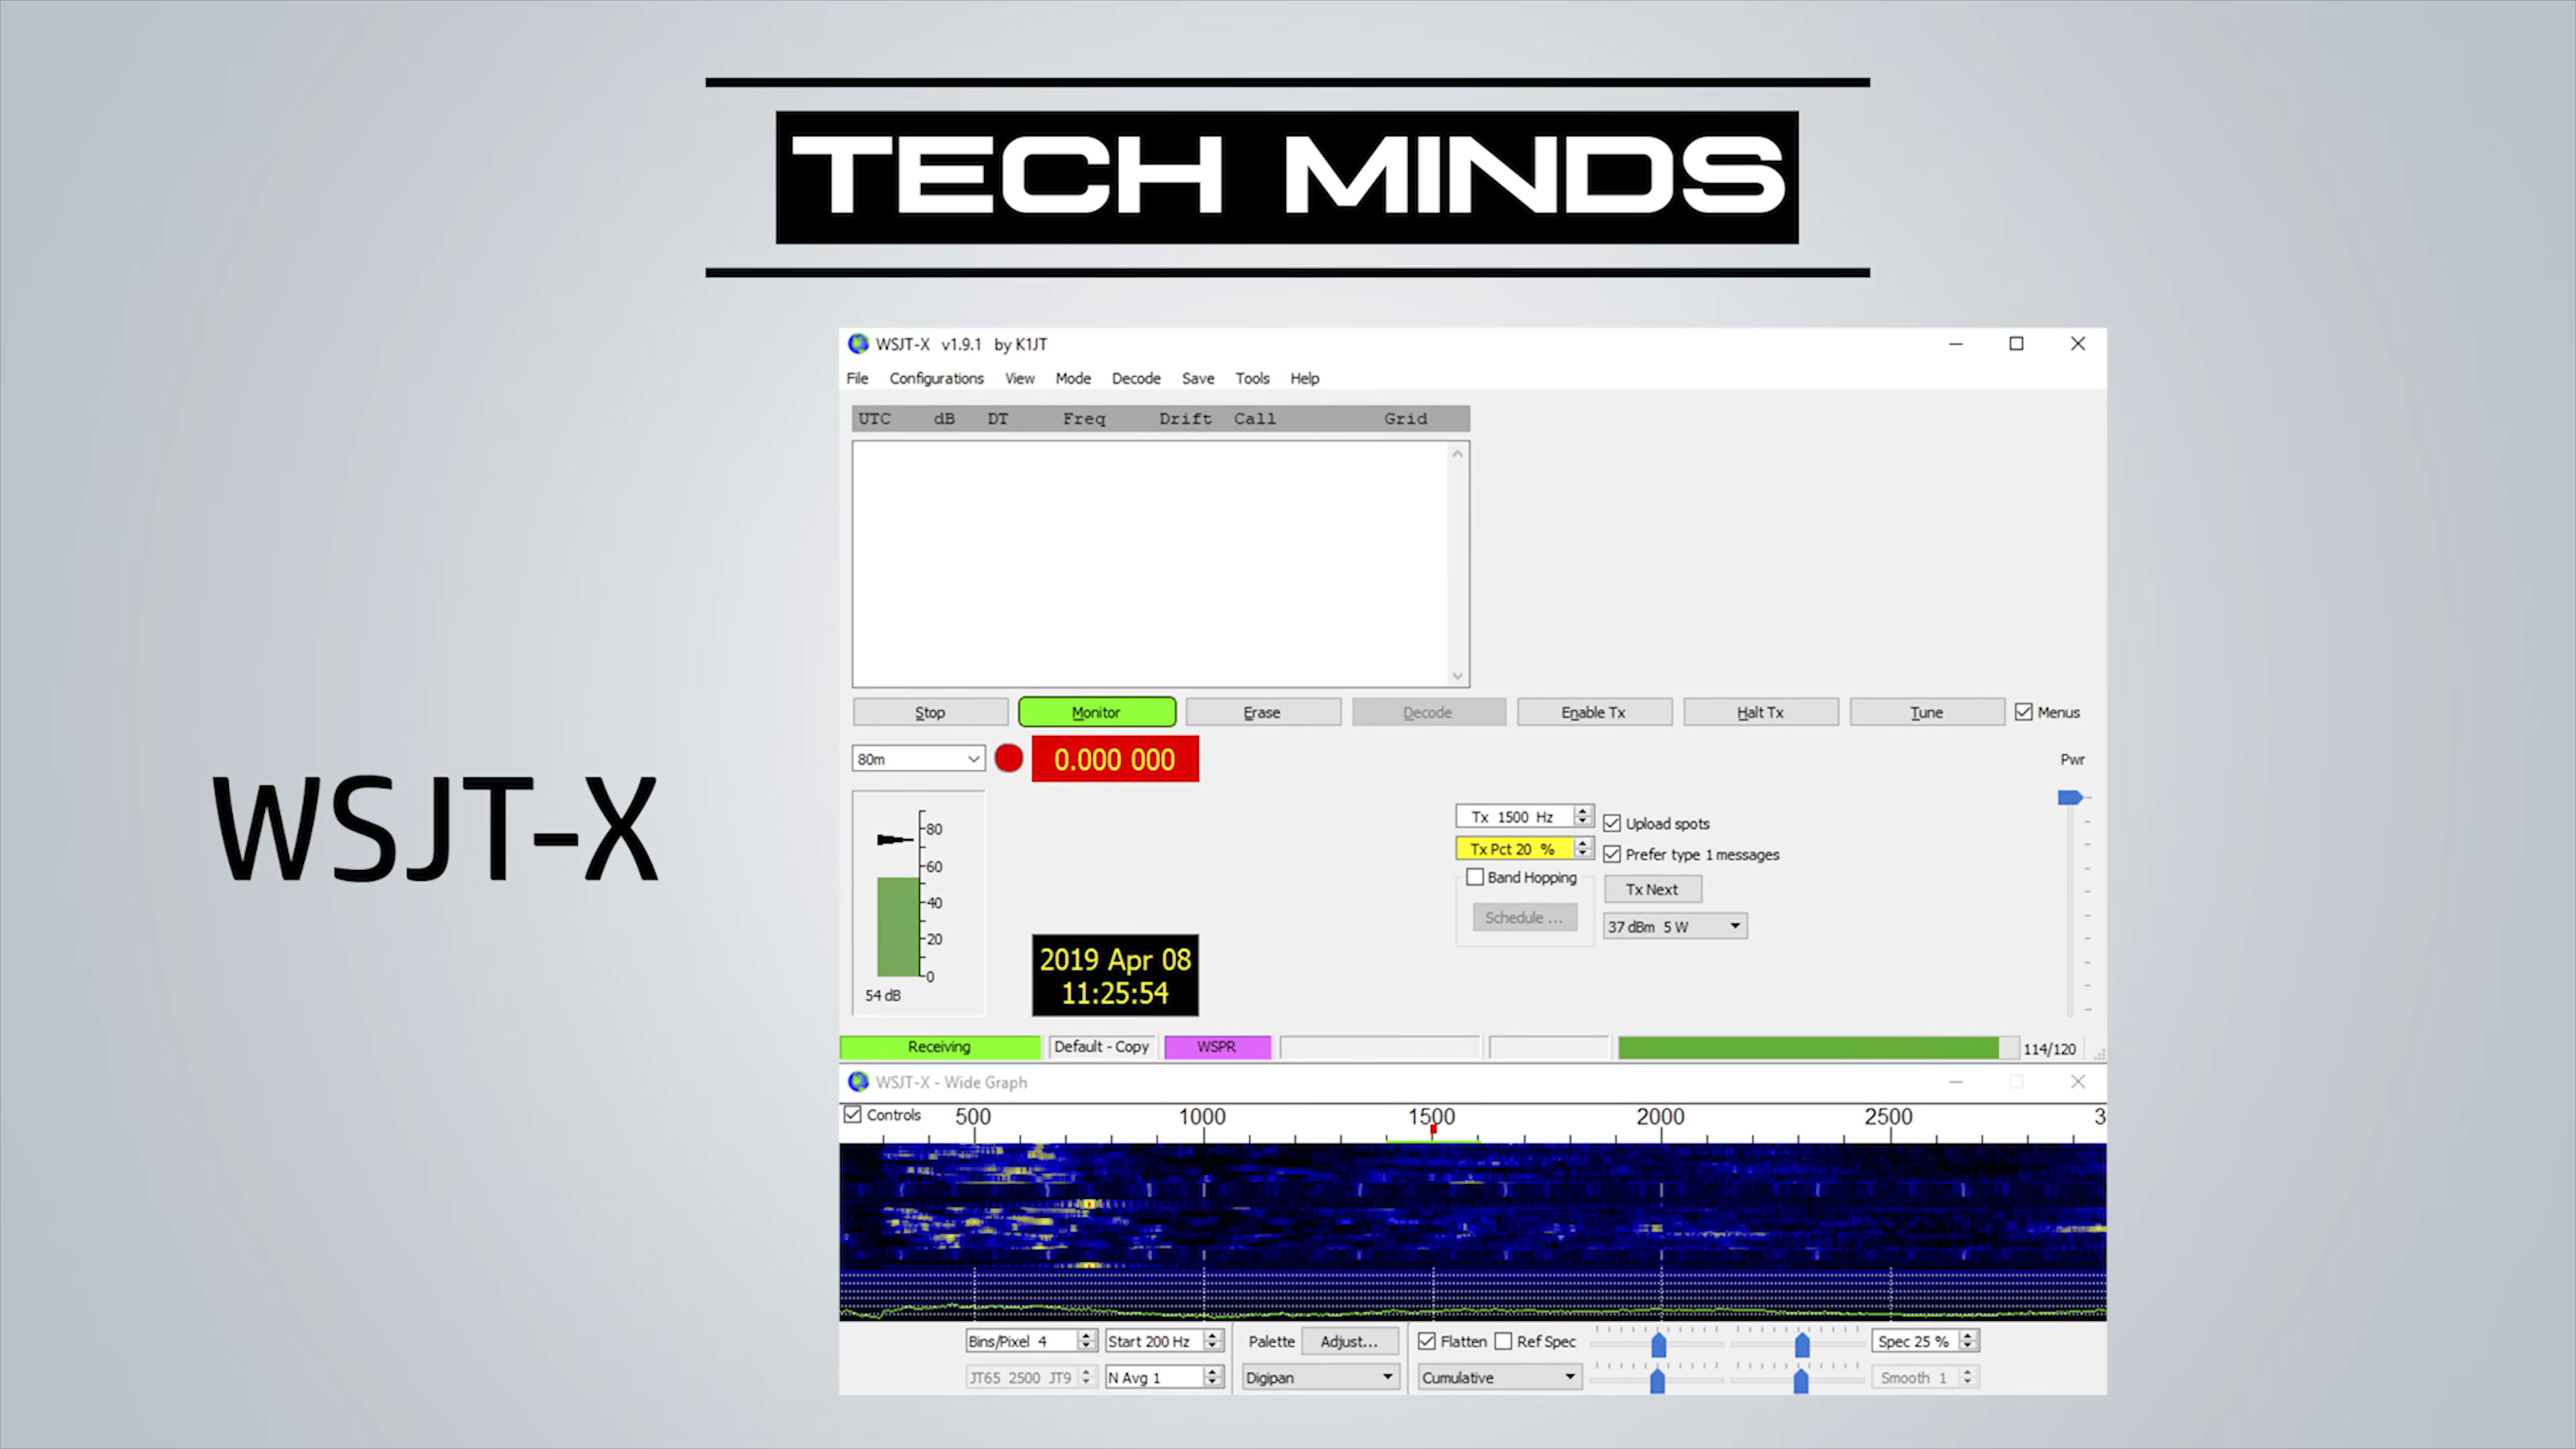 TECH MINDS
WSJT-X
WSJT-X v1.9.1 by K1JT
File Configurations View Mode Decode Save Tools Help
UTC dB DT Freq Drift Call Grid
Stop Monitor Erase Decode Enable Tx Halt Tx Tune Menus
80m 0.000 000 Pwr
80
60
40
20
0
54 dB
2019 Apr 08
11:25:54
Tx 1500 Hz Upload spots
Tx Pct 20 % Prefer type 1 messages
Band Hopping Tx Next
Schedule ... 37 dBm 5 W
Receiving Default - Copy WSPR 114/120
WSJT-X - Wide Graph
Controls 500 1000 1500 2000 2500 3
Bins/Pixel 4 Start 200 Hz Palette Adjust... Flatten Ref Spec Spec 25 %
JT65 2500 JT9 N Avg 1 Digipan Cumulative Smooth 1